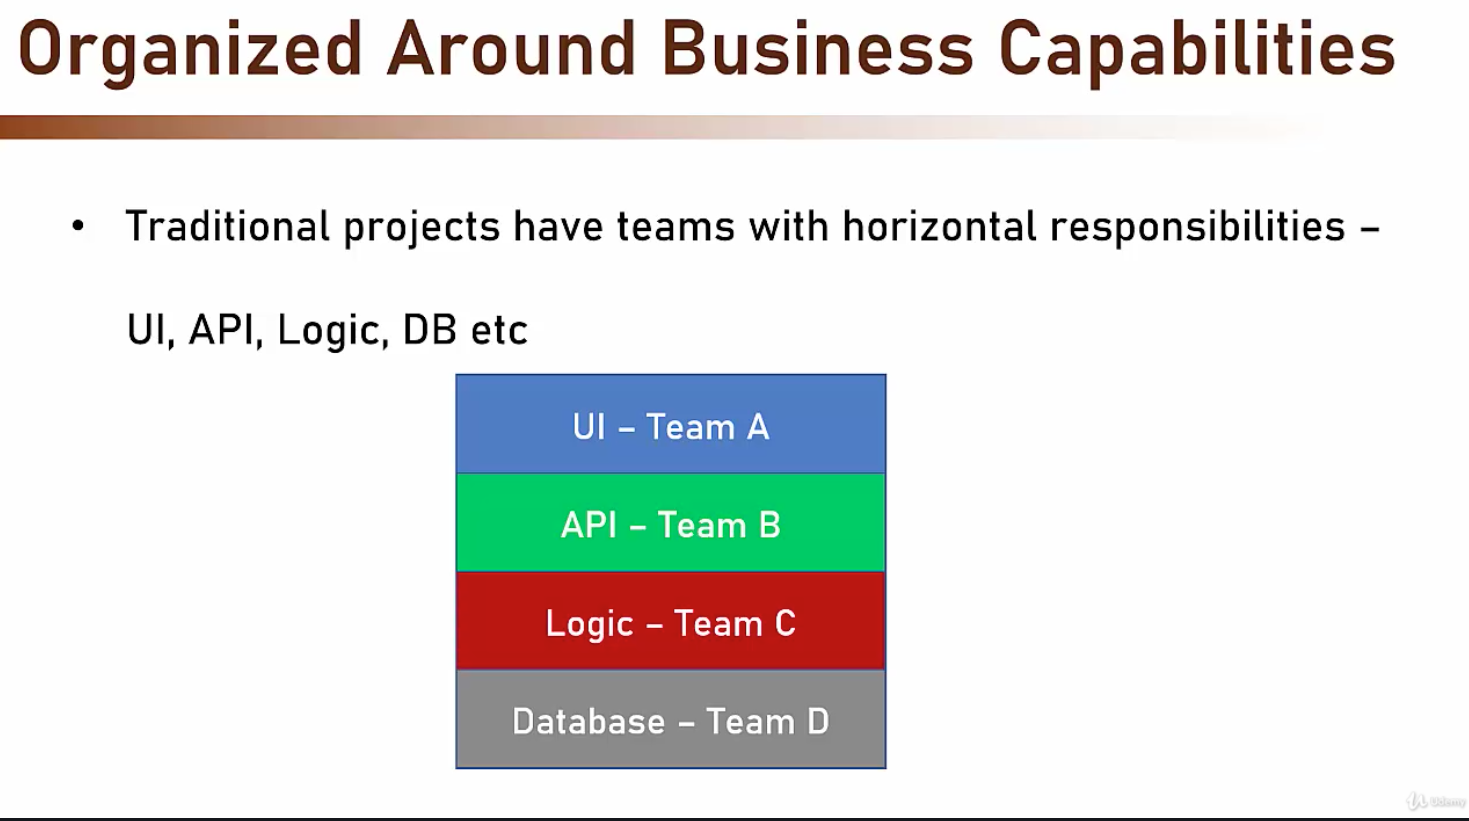 Organized Around Business Capabilities
• Traditional projects have teams with horizontal responsibilities –
UI, API, Logic, DB etc
UI – Team A
API – Team B
Logic – Team C
Database – Team D
Udemy